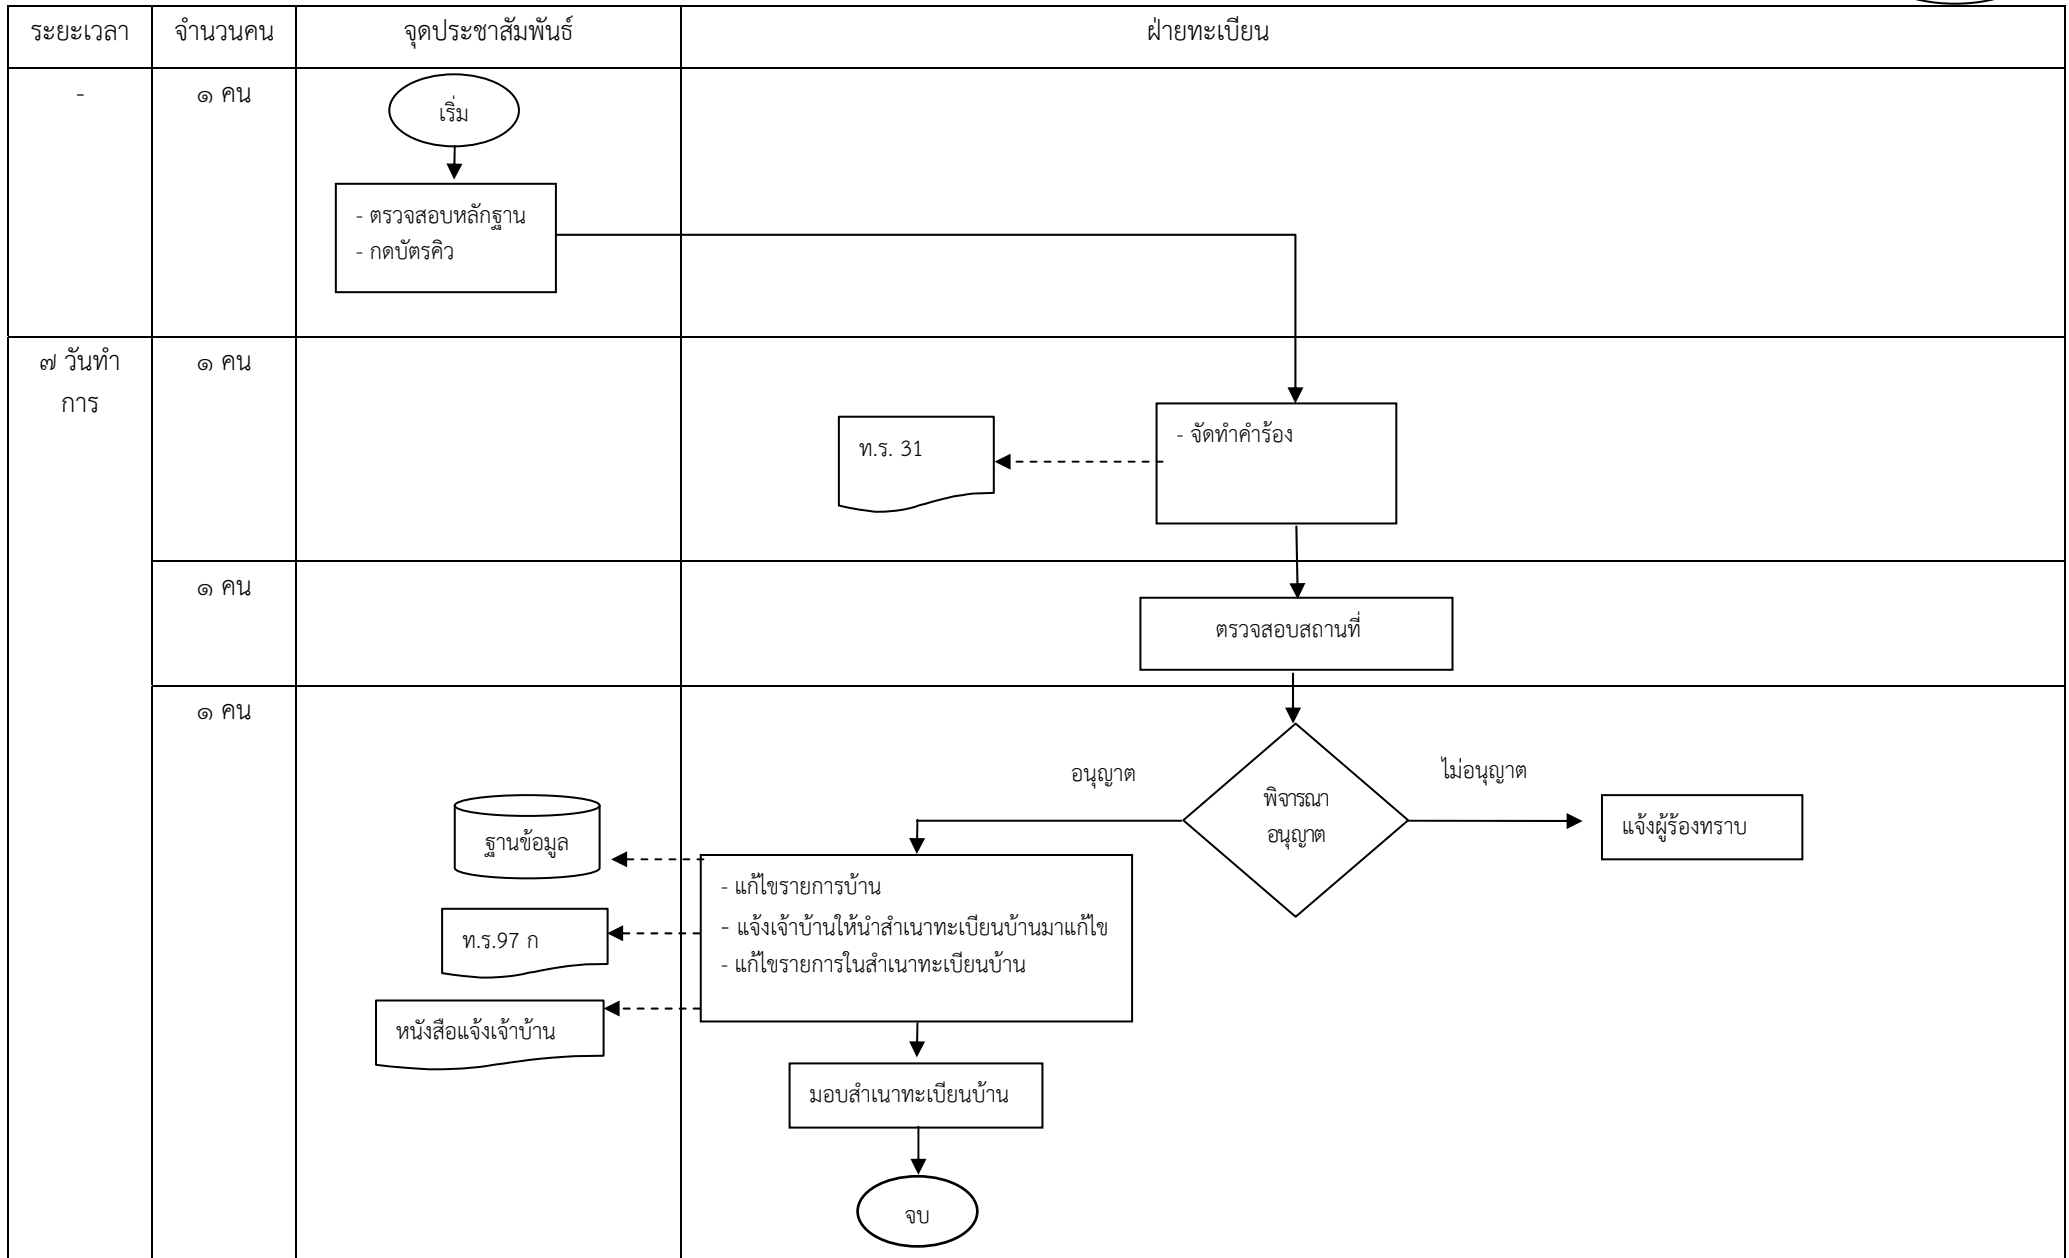 ระยะเวลา จำนวนคน จุดประชาสัมพันธ์ ฝ่ายทะเบียน
- ๑ คน
เริ่ม
- ตรวจสอบหลักฐาน
- กดบัตรคิว
๗ วันทำ
การ
๑ คน
ท.ร. 31
- จัดทำคำร้อง
๑ คน
ตรวจสอบสถานที่
๑ คน
อนุญาต
ไม่อนุญาต
พิจารณา
อนุญาต
แจ้งผู้ร้องทราบ
ฐานข้อมูล
- แก้ไขรายการบ้าน
- แจ้งเจ้าบ้านให้นำสำเนาทะเบียนบ้านมาแก้ไข
- แก้ไขรายการในสำเนาทะเบียนบ้าน
ท.ร.97 ก
หนังสือแจ้งเจ้าบ้าน
มอบสำเนาทะเบียนบ้าน
จบ